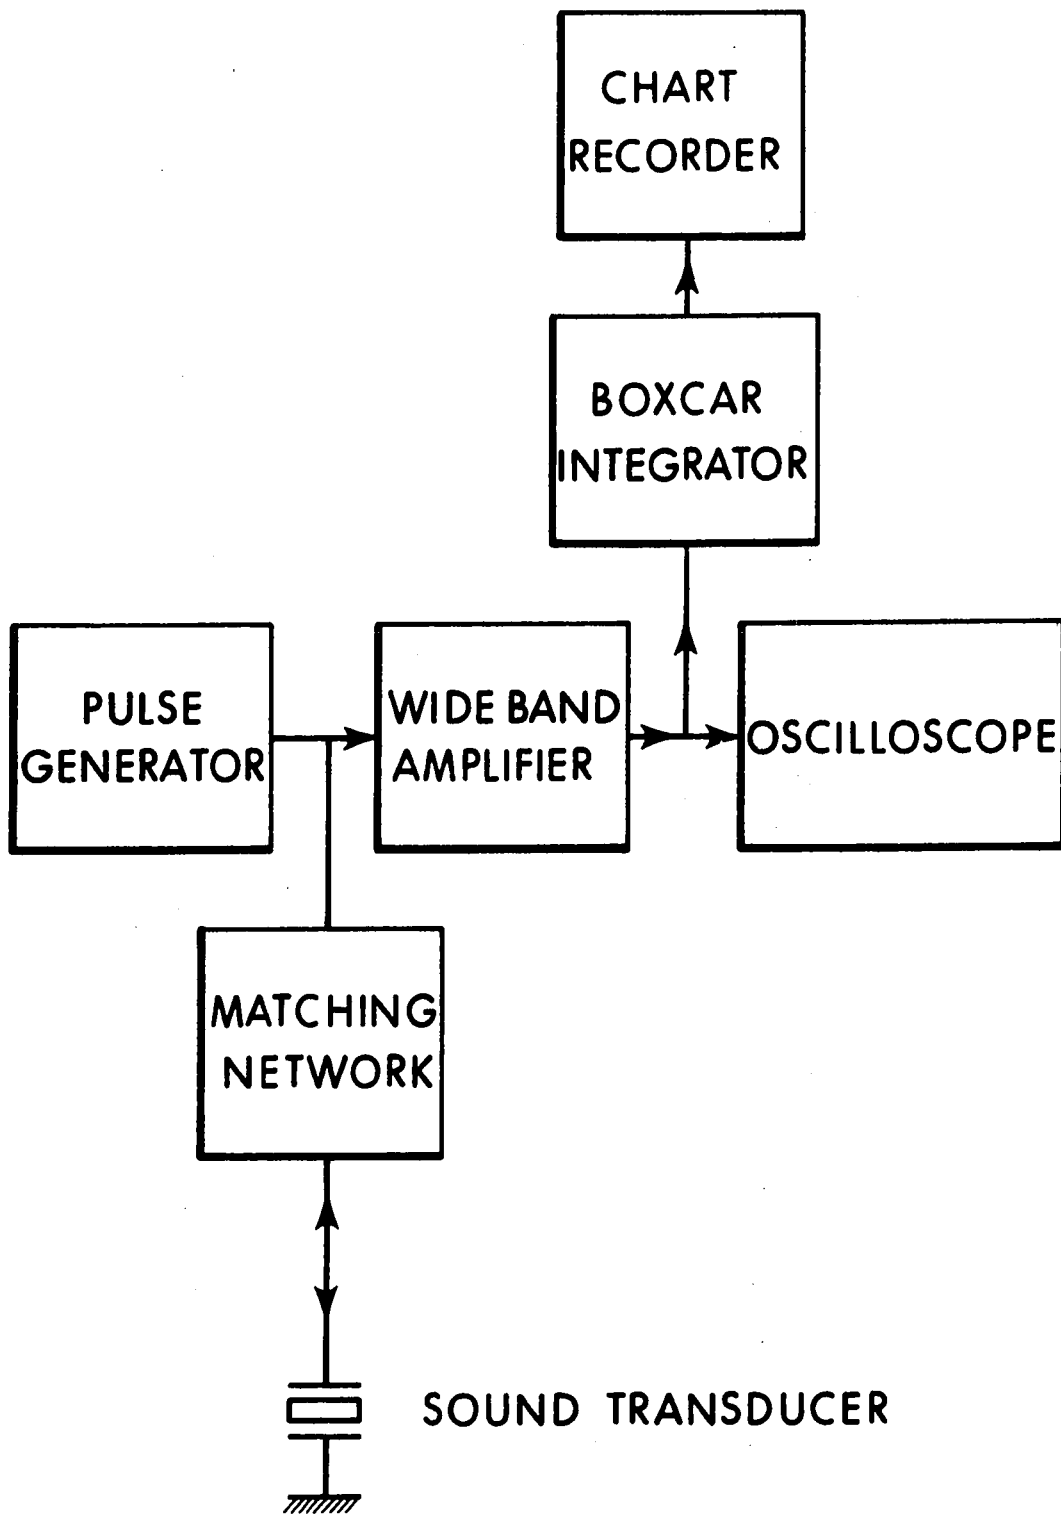 CHART
RECORDER
BOXCAR
INTEGRATOR
PULSE
GENERATOR
WIDE BAND
AMPLIFIER
OSCILLOSCOPE
MATCHING
NETWORK
SOUND TRANSDUCER